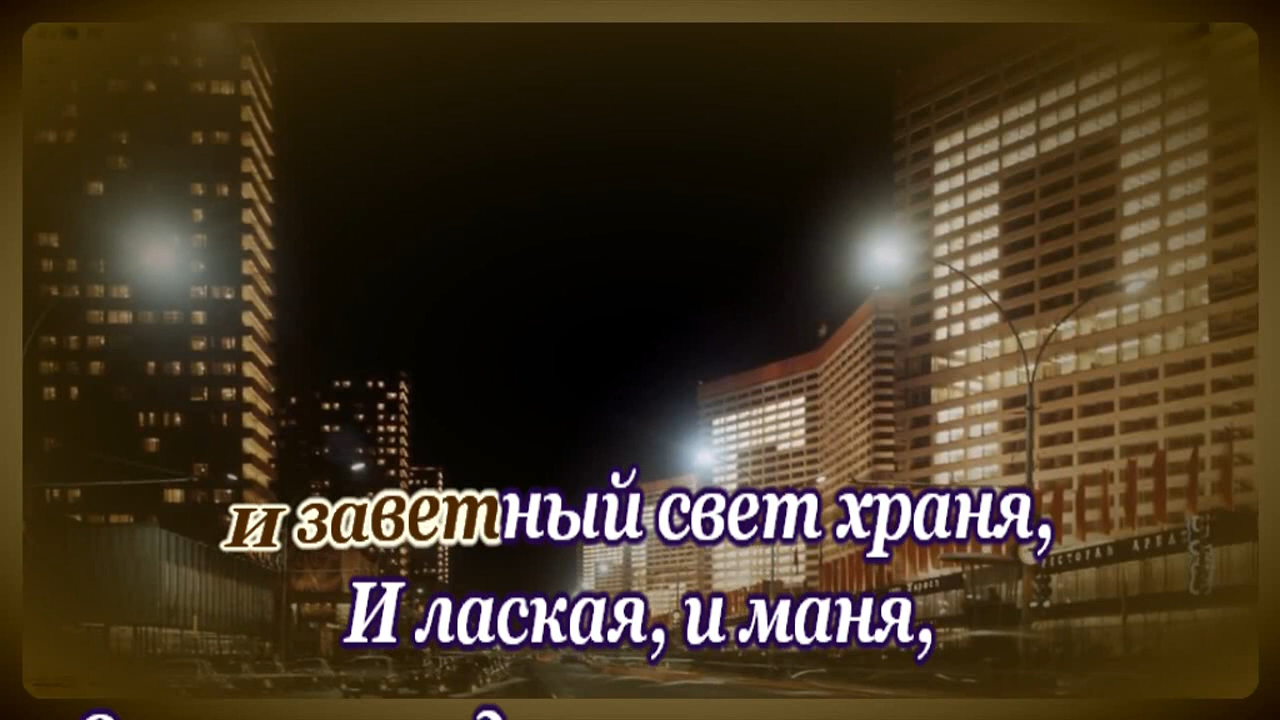 и заветный свет храня,
И лаская, и маня,